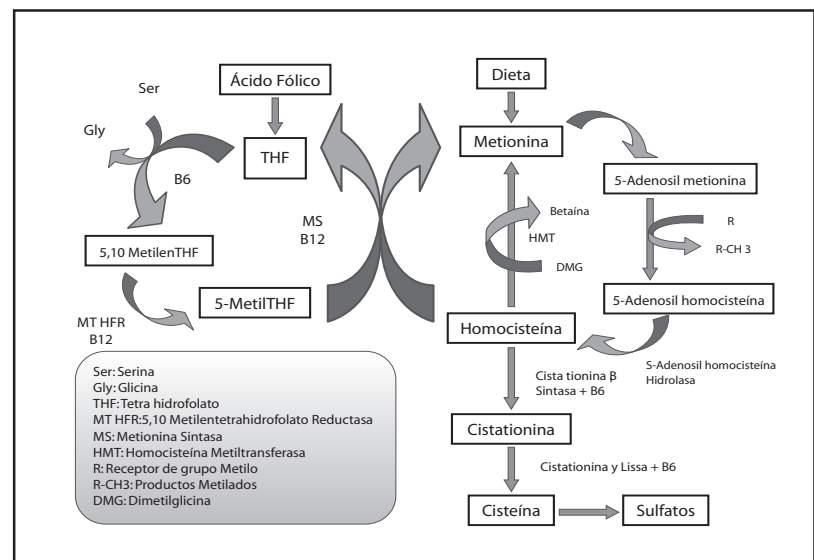 Ácido Fólico
Ser
Gly
THF
B6
5,10 MetilenTHF
MT HFR
B12
5-MetilTHF
MS
B12
Dieta
Metionina
5-Adenosil metionina
Betaína
HMT
DMG
R
R-CH 3
5-Adenosil homocisteína
Homocisteína
S-Adenosil homocisteína
Hidrolasa
Cista tionina β
Sintasa + B6
Cistationina
Cistationina y Lissa + B6
Cisteína
Sulfatos
Ser: Serina
Gly: Glicina
THF: Tetra hidrofolato
MT HFR: 5,10 Metilentetrahidrofolato Reductasa
MS: Metionina Sintasa
HMT: Homocisteína Metiltransferasa
R: Receptor de grupo Metilo
R-CH3: Productos Metilados
DMG: Dimetilglicina